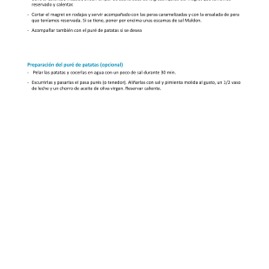 reservado y calentar
- Cortar el magret en rodajas y servir acompañado con las peras caramelizadas y con la ensalada de pera
que teníamos reservada. Si se tiene, poner por encima unas escamas de sal Maldon.
- Acompañar también con el puré de patatas si se desea
Preparación del puré de patatas (opcional)
- Pelar las patatas y cocerlas en agua con un poco de sal durante 30 min.
- Escurrirlas y pasarlas el pasa purés (o tenedor). Añadirlas con sal y pimienta molida al gusto, un 1/2 vaso
de leche y un chorro de aceite de oliva virgen. Reservar caliente.